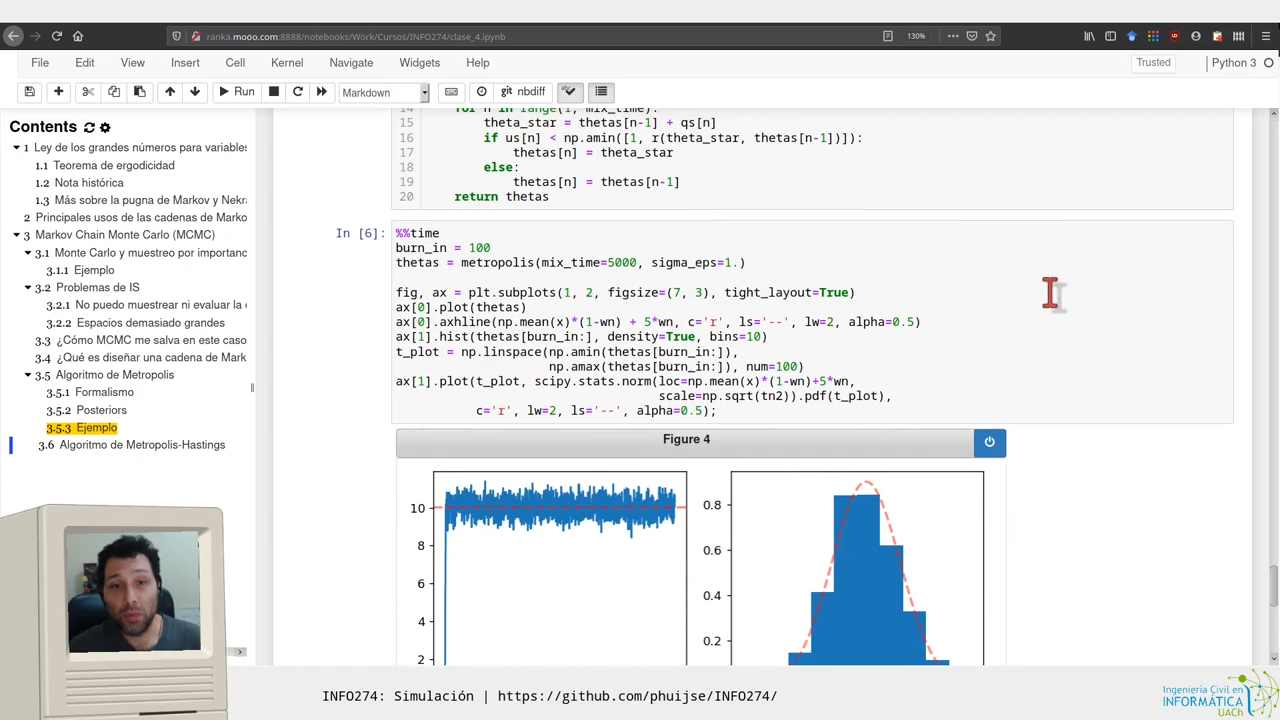 ranka.mooo.com:8888/notebooks/Work/Cursos/INFO274/clase_4.ipynb
130%
File Edit View Insert Cell Kernel Navigate Widgets Help
Trusted
Python 3
Run
Markdown
git nbdiff
Contents
1 Ley de los grandes números para variables
1.1 Teorema de ergodicidad
1.2 Nota histórica
1.3 Más sobre la pugna de Markov y Nekra
2 Principales usos de las cadenas de Marko
3 Markov Chain Monte Carlo (MCMC)
3.1 Monte Carlo y muestreo por importanc
3.1.1 Ejemplo
3.2 Problemas de IS
3.2.1 No puedo muestrear ni evaluar la
3.2.2 Espacios demasiado grandes
3.3 ¿Cómo MCMC me salva en este caso
3.4 ¿Qué es diseñar una cadena de Mark
3.5 Algoritmo de Metropolis
3.5.1 Formalismo
3.5.2 Posteriors
3.5.3 Ejemplo
3.6 Algoritmo de Metropolis-Hastings
14 for n in range(1, mix_time):
15 theta_star = thetas[n-1] + qs[n]
16 if us[n] < np.amin([1, r(theta_star, thetas[n-1])]):
17 thetas[n] = theta_star
18 else:
19 thetas[n] = thetas[n-1]
20 return thetas
In [6]:
%%time
burn_in = 100
thetas = metropolis(mix_time=5000, sigma_eps=1.)
fig, ax = plt.subplots(1, 2, figsize=(7, 3), tight_layout=True)
ax[0].plot(thetas)
ax[0].axhline(np.mean(x)*(1-wn) + 5*wn, c='r', ls='--', lw=2, alpha=0.5)
ax[1].hist(thetas[burn_in:], density=True, bins=10)
t_plot = np.linspace(np.amin(thetas[burn_in:]),
np.amax(thetas[burn_in:]), num=100)
ax[1].plot(t_plot, scipy.stats.norm(loc=np.mean(x)*(1-wn)+5*wn,
scale=np.sqrt(tn2)).pdf(t_plot),
c='r', lw=2, ls='--', alpha=0.5);
Figure 4
10
8
6
4
2
0.8
0.6
0.4
0.2
INFO274: Simulación | https://github.com/phuijse/INFO274/
Ingeniería Civil en
INFORMÁTICA
UACh